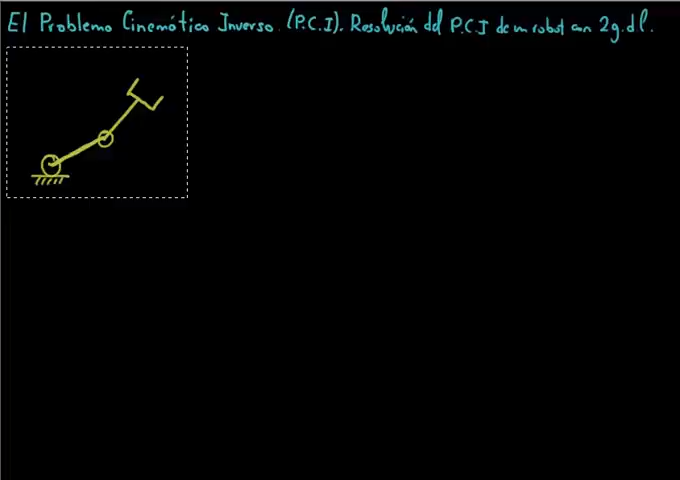 El Problema Cinemático Inverso. (P.C.I). Resolución del P.C.I de un robot con 2g.d.l.